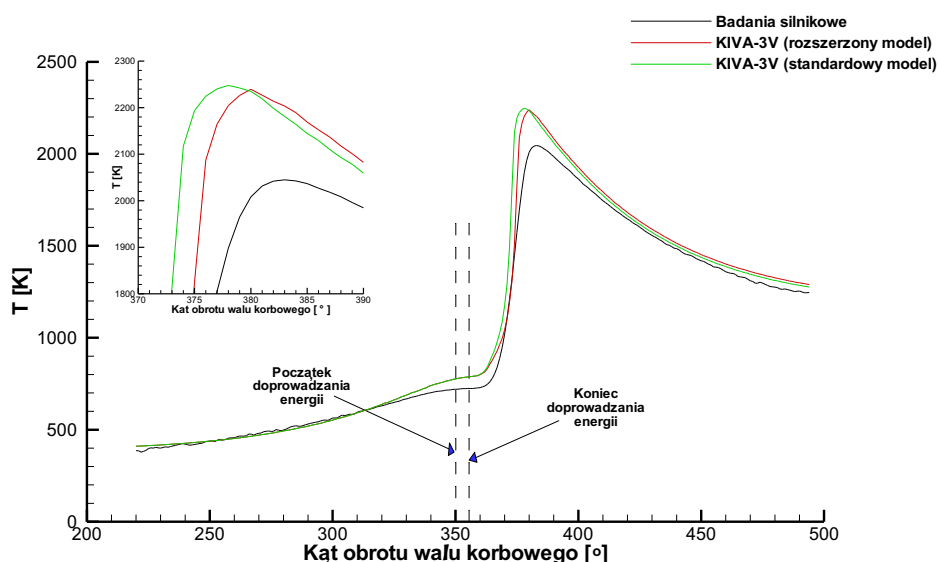 Badania silnikowe
KIVA-3V (rozszerzony model)
KIVA-3V (standardowy model)
2500
2000
1500
1000
500
0
T [K]
200
250
300
350
400
450
500
Kąt obrotu wału korbowego [°]
2300
2200
2100
2000
1900
1800
T [K]
370
375
380
385
390
Kat obrotu walu korbowego [ ° ]
Początek
doprowadzania
energii
Koniec
doprowadzania
energii